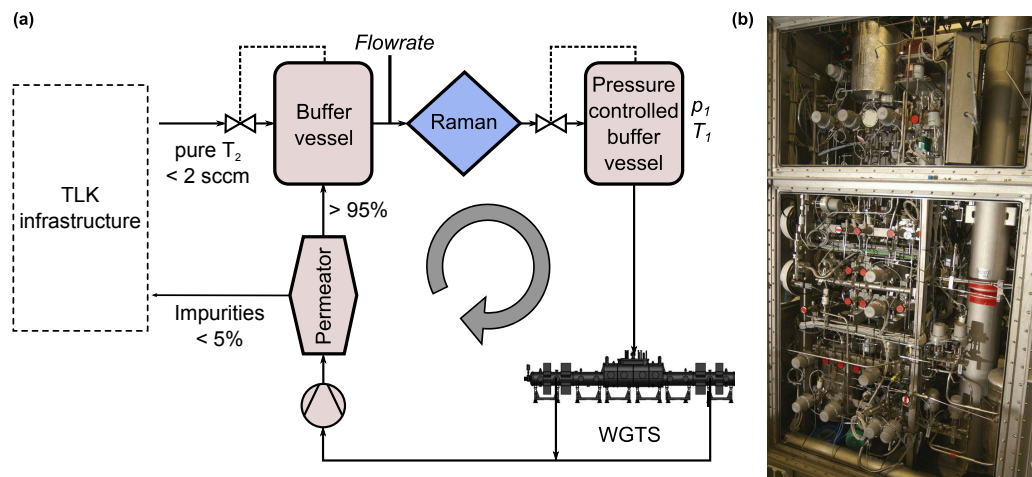 (a)
(b)
Flowrate
TLK
infrastructure
pure T₂
< 2 sccm
Buffer
vessel
Raman
Pressure
controlled
buffer
vessel
p₁
T₁
> 95%
Permeator
Impurities
< 5%
WGTS